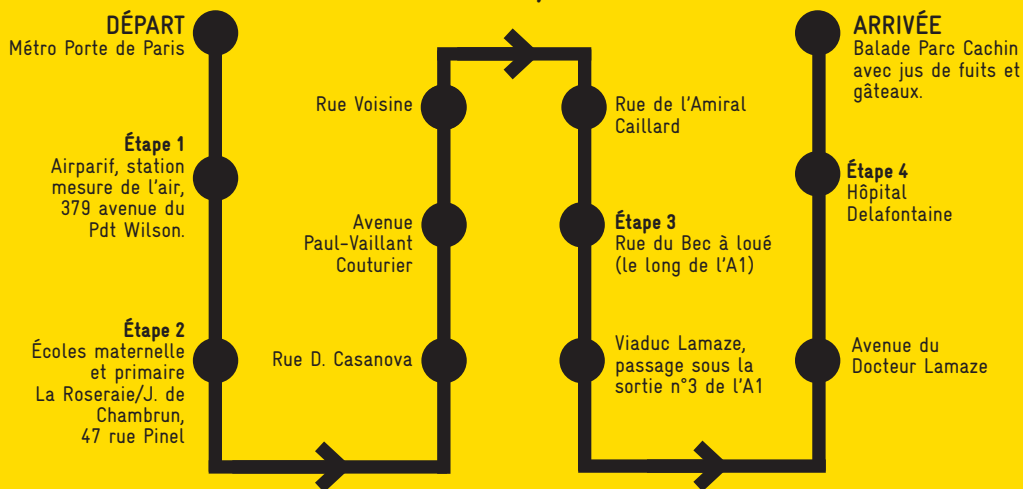 DÉPART
Métro Porte de Paris
Étape 1
Airparif, station
mesure de l'air,
379 avenue du
Pdt Wilson.
Étape 2
Écoles maternelle
et primaire
La Roseraie/J. de
Chambrun,
47 rue Pinel
Rue D. Casanova
Avenue
Paul-Vaillant
Couturier
Rue Voisine
Rue de l'Amiral
Caillard
Étape 3
Rue du Bec à loué
(le long de l'A1)
Viaduc Lamaze,
passage sous la
sortie n°3 de l'A1
Avenue du
Docteur Lamaze
Étape 4
Hôpital
Delafontaine
ARRIVÉE
Balade Parc Cachin
avec jus de fuits et
gâteaux.